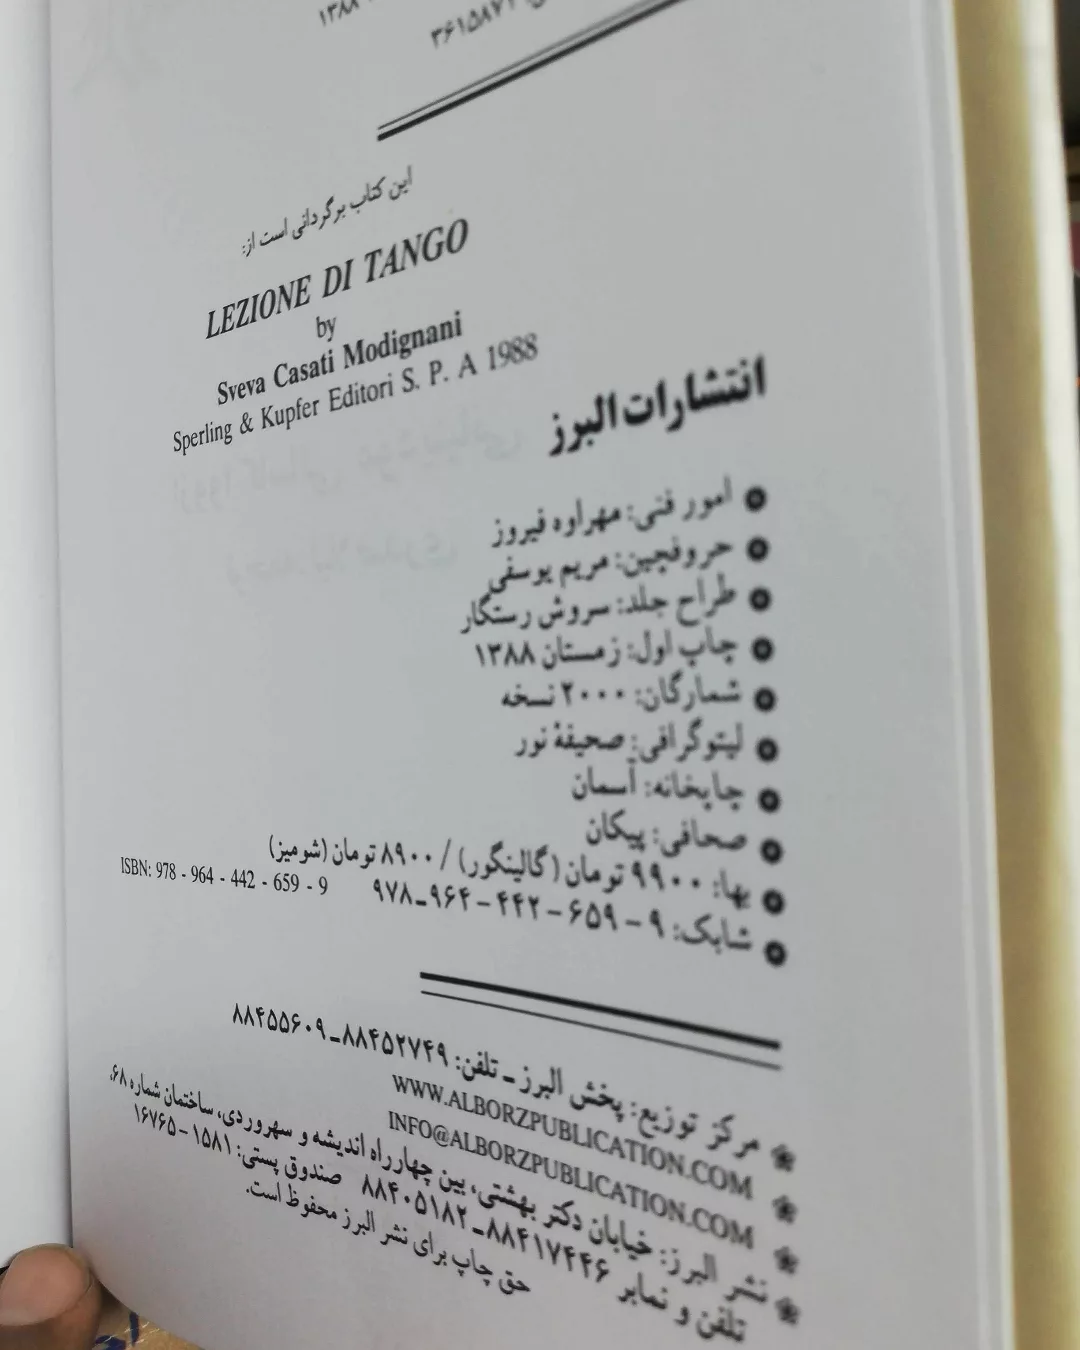 ۱۳۸۸
۳۶۱۵۸۷۲
این کتاب برگردانی است از:
LEZIONE DI TANGO
by
Sveva Casati Modignani
Sperling & Kupfer Editori S. P. A 1988
انتشارات البرز
امور فنی: مهراوه فیروز
حروفچین: مریم یوسفی
طراح جلد: سروش رستگار
چاپ اول: زمستان ۱۳۸۸
شمارگان: ۲۰۰۰ نسخه
لیتوگرافی: صحیفهٔ نور
چاپخانه: آسمان
صحافی: پیکان
بها: ۹۹۰۰ تومان (گالینگور) / ۸۹۰۰ تومان (شومیز)
شابک: ۹ - ۶۵۹ - ۴۴۲ - ۹۶۴ - ۹۷۸ ISBN: 978 - 964 - 442 - 659 - 9
مرکز توزیع: پخش البرز ـ تلفن: ۸۸۴۵۲۷۴۹ ـ ۸۸۴۵۵۶۰۹
WWW.ALBORZPUBLICATION.COM
INFO@ALBORZPUBLICATION.COM
نشر البرز: خیابان دکتر بهشتی، بین چهارراه اندیشه و سهروردی، ساختمان شماره ۶۸.
تلفن و نمابر ۸۸۴۱۷۴۴۶ ـ ۸۸۴۰۵۱۸۲ صندوق پستی: ۱۵۸۱ - ۱۶۷۶۵
حق چاپ برای نشر البرز محفوظ است.